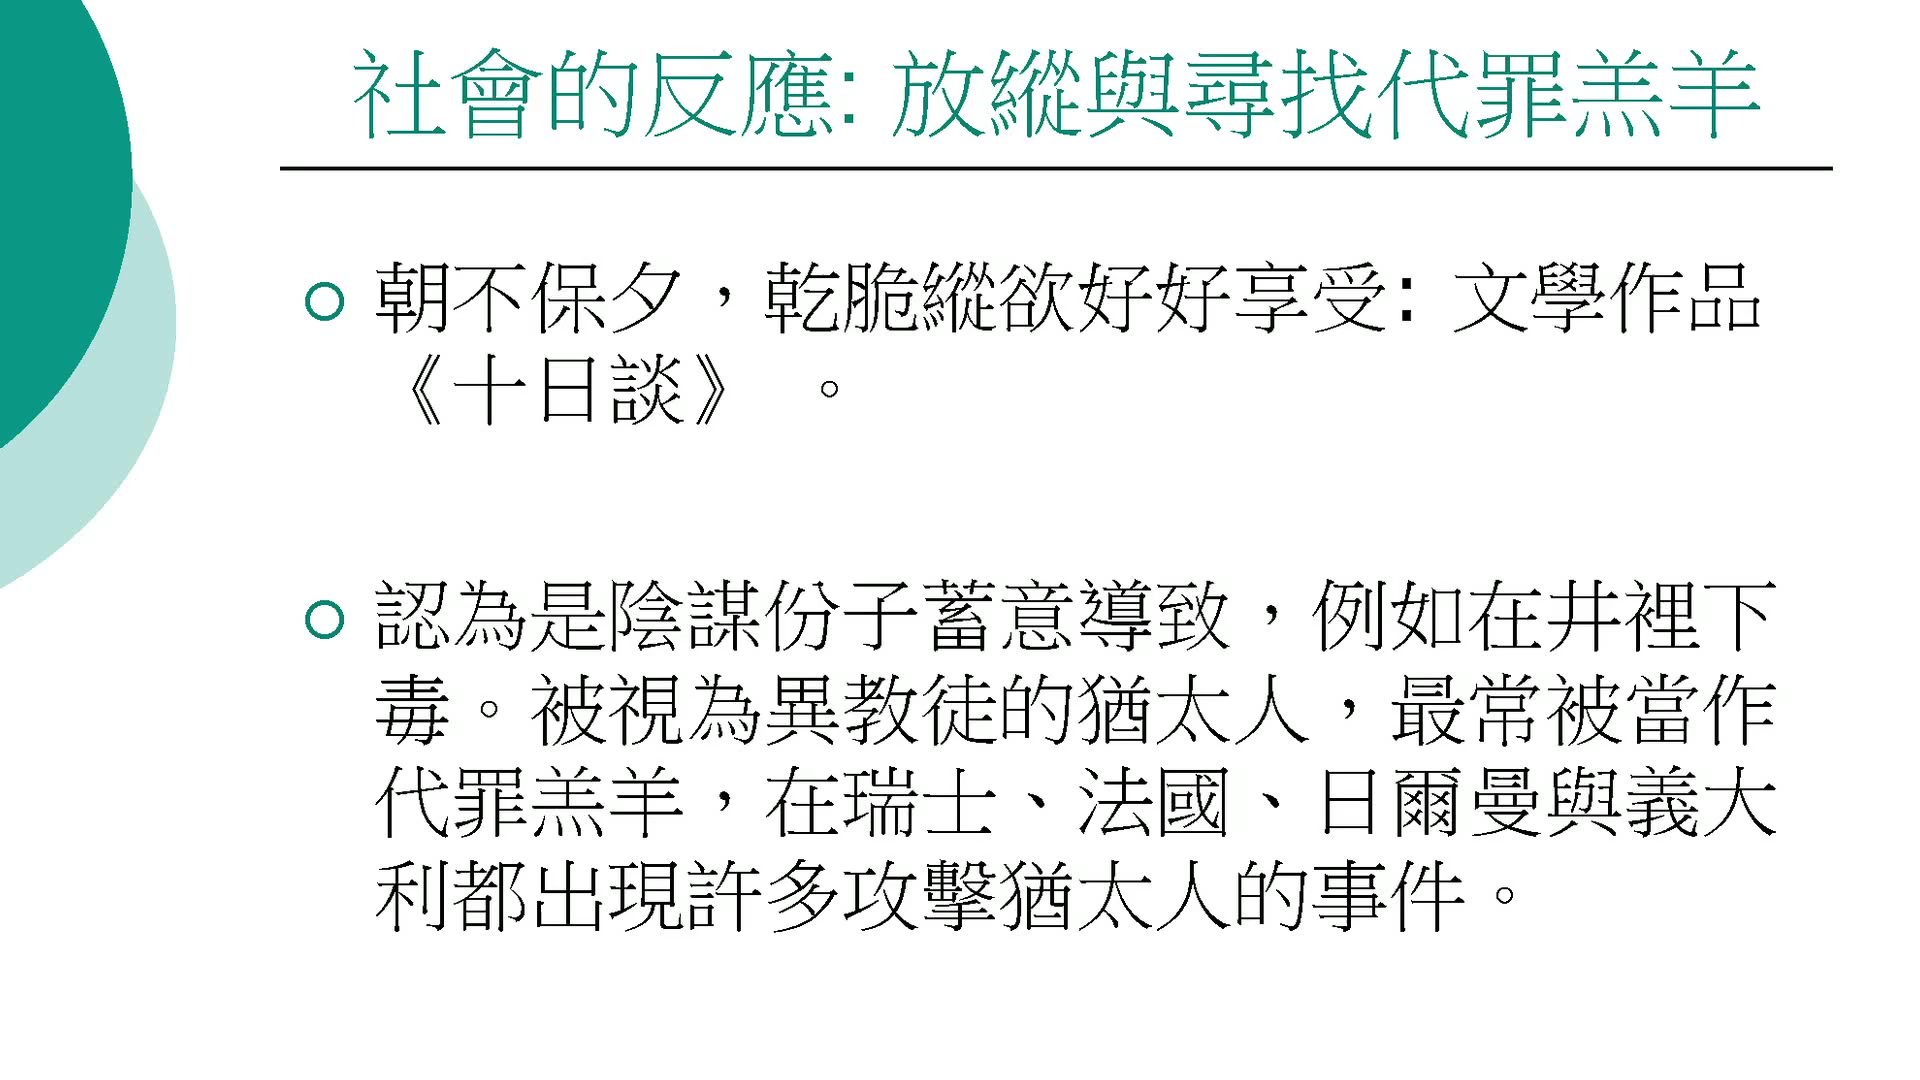 社會的反應: 放縱與尋找代罪羔羊
朝不保夕，乾脆縱欲好好享受: 文學作品
《十日談》 。
認為是陰謀份子蓄意導致，例如在井裡下
毒。被視為異教徒的猶太人，最常被當作
代罪羔羊，在瑞士、法國、日爾曼與義大
利都出現許多攻擊猶太人的事件。